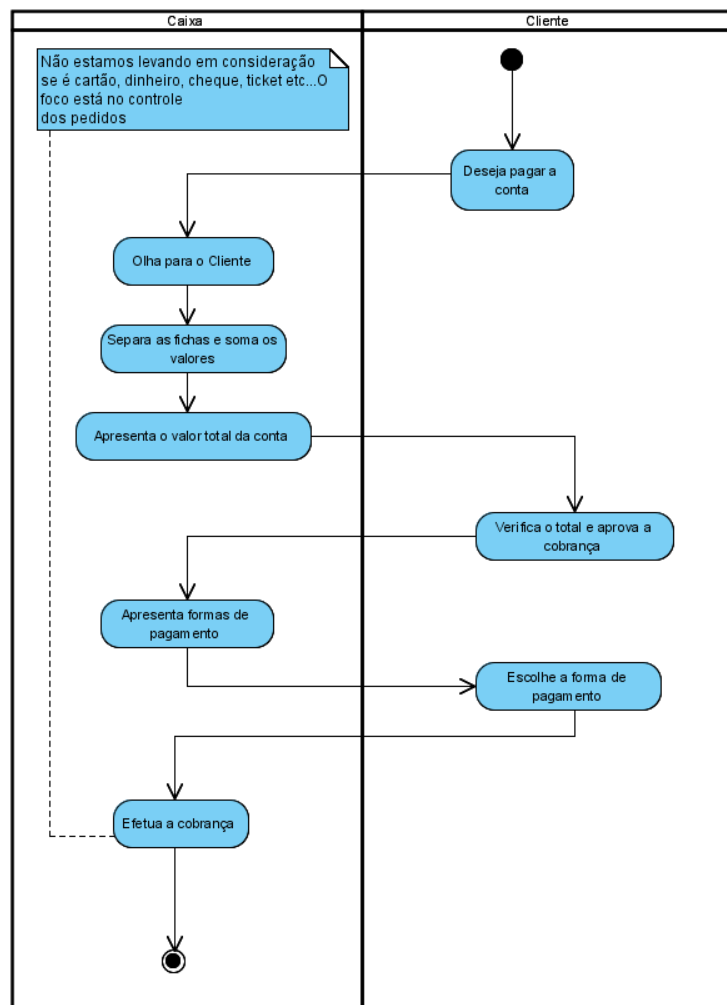 Caixa
Cliente
Não estamos levando em consideração
se é cartão, dinheiro, cheque, ticket etc...O
foco está no controle
dos pedidos
Deseja pagar a
conta
Olha para o Cliente
Separa as fichas e soma os
valores
Apresenta o valor total da conta
Verifica o total e aprova a
cobrança
Apresenta formas de
pagamento
Escolhe a forma de
pagamento
Efetua a cobrança